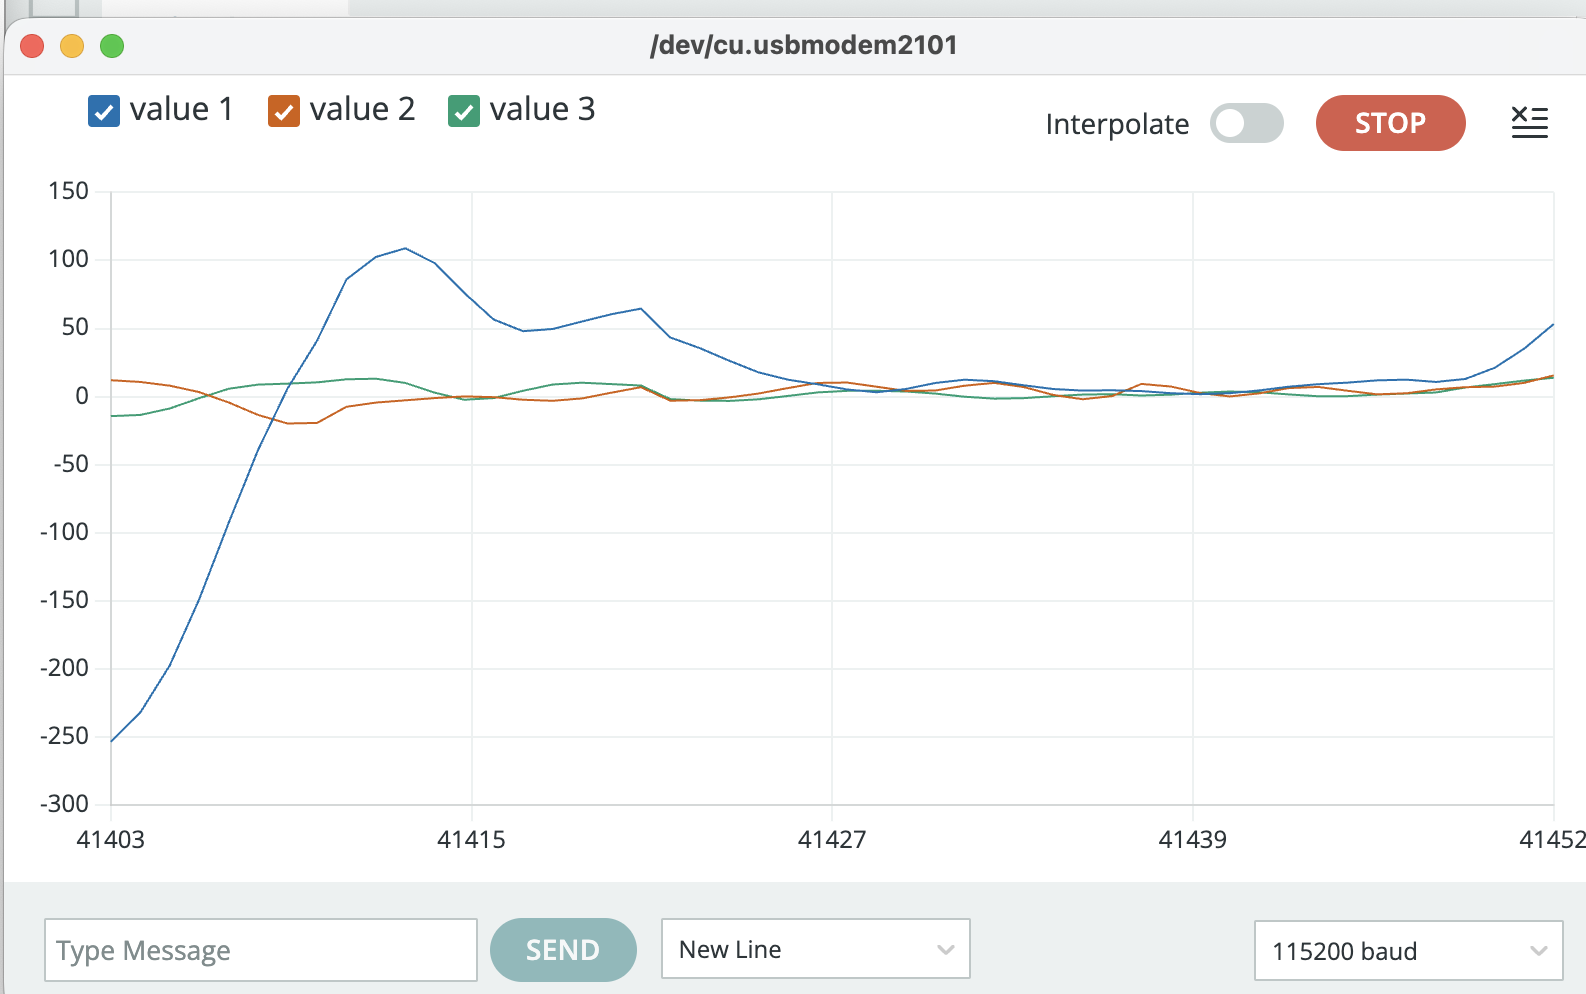 /dev/cu.usbmodem2101
value 1 value 2 value 3
Interpolate STOP
150
100
50
0
-50
-100
-150
-200
-250
-300
41403 41415 41427 41439 41452
Type Message SEND New Line 115200 baud